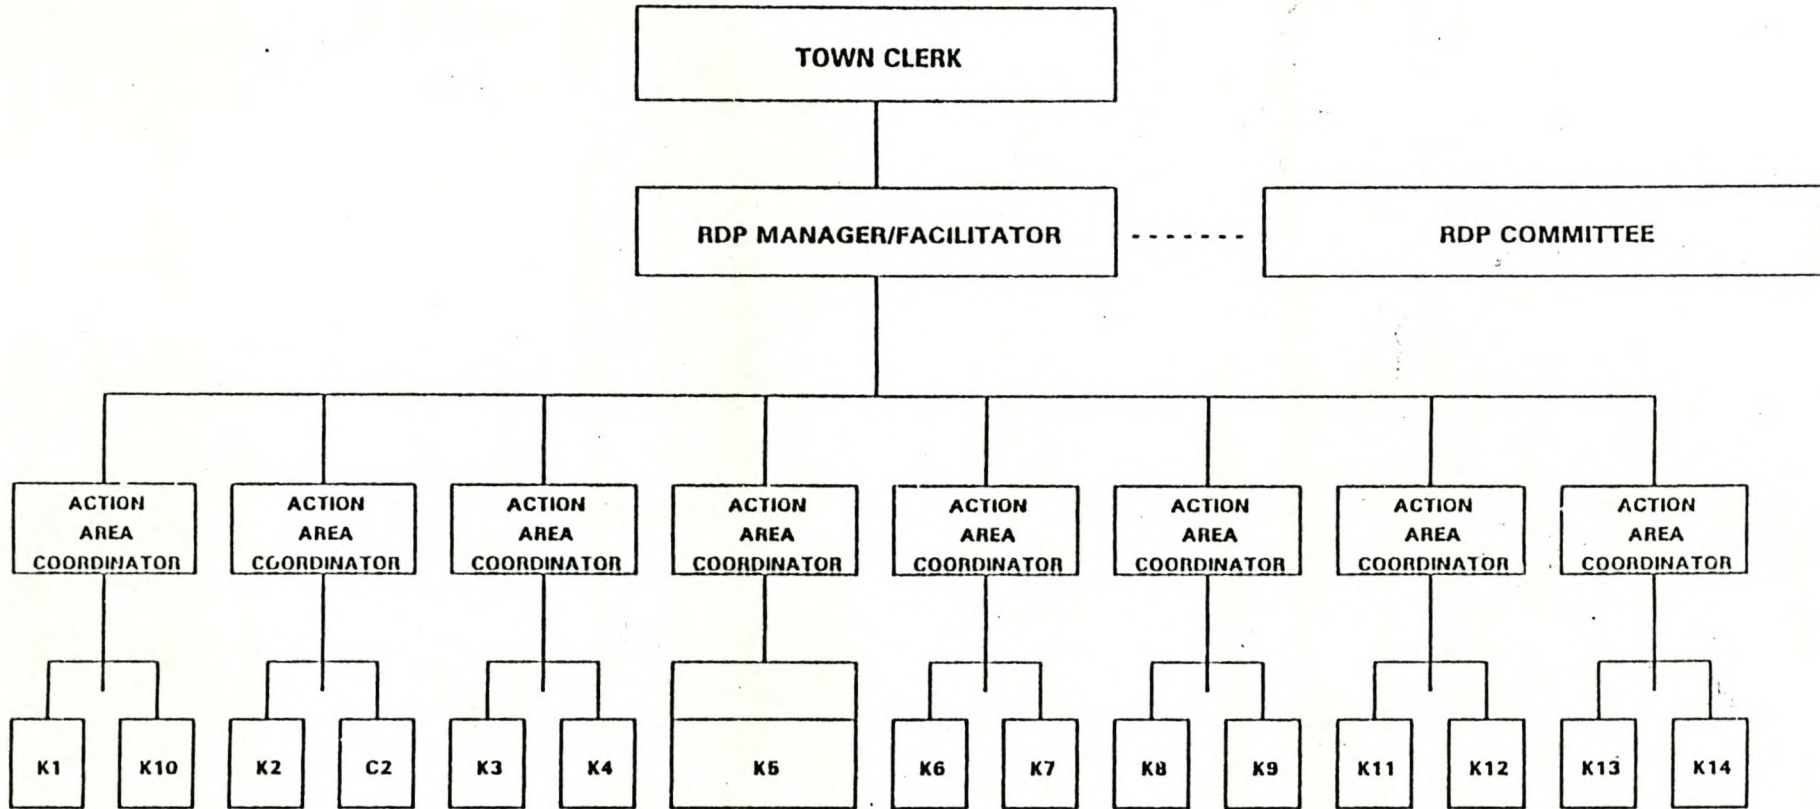 TOWN CLERK
RDP MANAGER/FACILITATOR
RDP COMMITTEE
ACTION
AREA
COORDINATOR
ACTION
AREA
COORDINATOR
ACTION
AREA
COORDINATOR
ACTION
AREA
COORDINATOR
ACTION
AREA
COORDINATOR
ACTION
AREA
COORDINATOR
ACTION
AREA
COORDINATOR
ACTION
AREA
COORDINATOR
K1
K10
K2
C2
K3
K4
K5
K6
K7
K8
K9
K11
K12
K13
K14